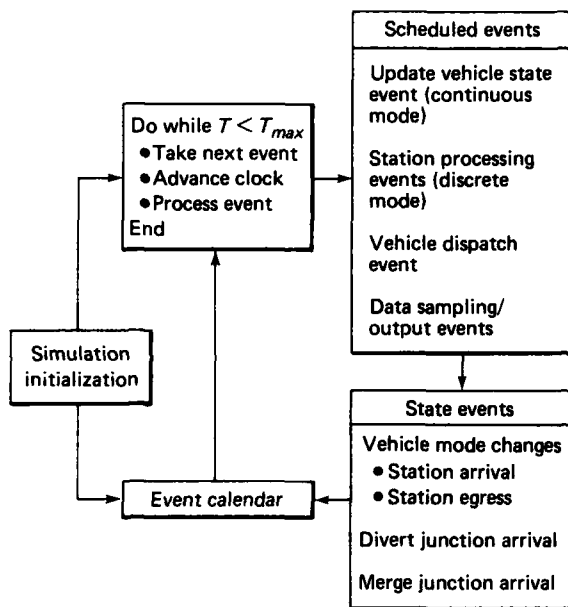 Scheduled events
Update vehicle state
event (continuous
mode)
Station processing
events (discrete
mode)
Vehicle dispatch
event
Data sampling/
output events
Do while T < Tmax
● Take next event
● Advance clock
● Process event
End
Simulation
initialization
Event calendar
State events
Vehicle mode changes
● Station arrival
● Station egress
Divert junction arrival
Merge junction arrival